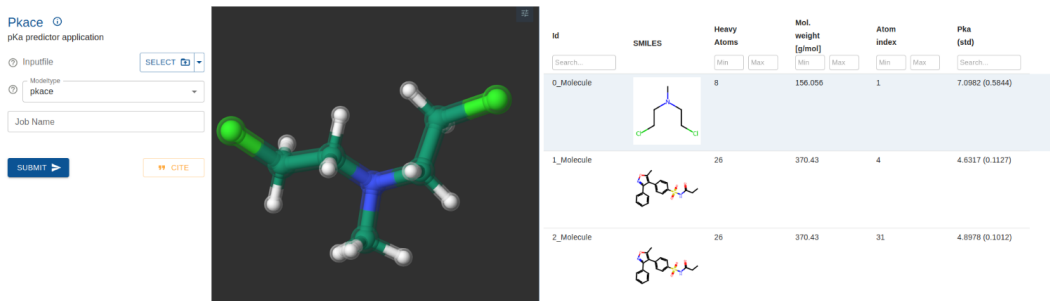 Pkace
pKa predictor application
Inputfile
SELECT
Modeltype
pkace
Job Name
SUBMIT
CITE
Id
SMILES
Heavy
Atoms
Mol.
weight
[g/mol]
Atom
index
Pka
(std)
Search...
Min Max
Min Max
Min Max
Search...
0_Molecule 8 156.056 1 7.0982 (0.5844)
N
Cl Cl
1_Molecule 26 370.43 4 4.6317 (0.1127)
2_Molecule 26 370.43 31 4.8978 (0.1012)